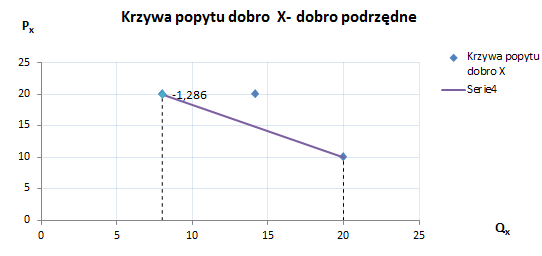 Krzywa popytu dobro X- dobro podrzędne
Px
25
20
15
10
5
0
-1,286
0 5 10 15 20 25
Qx
Krzywa popytu
dobro X
Serie4